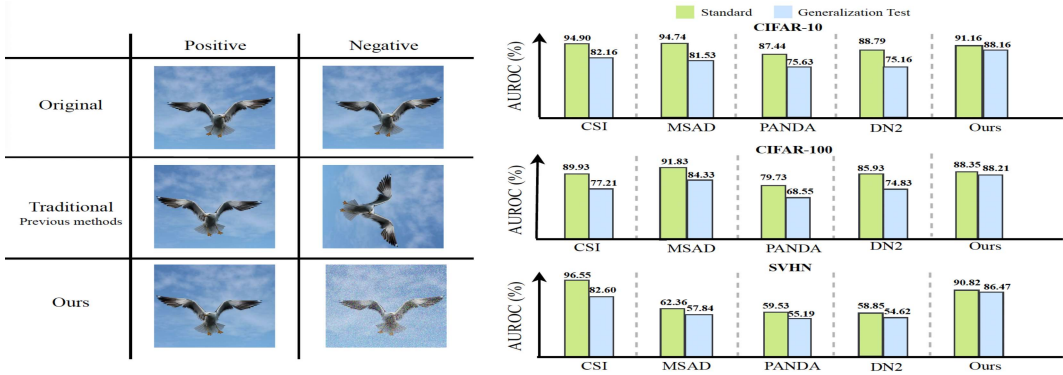 Positive Negative
Original
Traditional
Previous methods
Ours
Standard Generalization Test
CIFAR-10
AUROC (%)
94.90 82.16 94.74 81.53 87.44 75.63 88.79 75.16 91.16 88.16
CSI MSAD PANDA DN2 Ours
CIFAR-100
AUROC (%)
89.93 77.21 91.83 84.33 79.73 68.55 85.93 74.83 88.35 88.21
CSI MSAD PANDA DN2 Ours
SVHN
AUROC (%)
96.55 82.60 62.36 57.84 59.53 55.19 58.85 54.62 90.82 86.47
CSI MSAD PANDA DN2 Ours